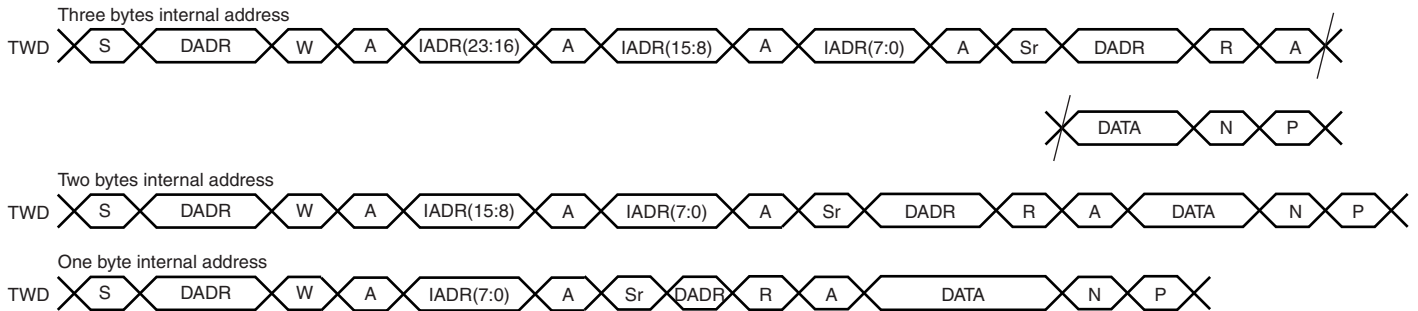 Three bytes internal address
TWD S DADR W A IADR(23:16) A IADR(15:8) A IADR(7:0) A Sr DADR R A
DATA N P
Two bytes internal address
TWD S DADR W A IADR(15:8) A IADR(7:0) A Sr DADR R A DATA N P
One byte internal address
TWD S DADR W A IADR(7:0) A Sr DADR R A DATA N P